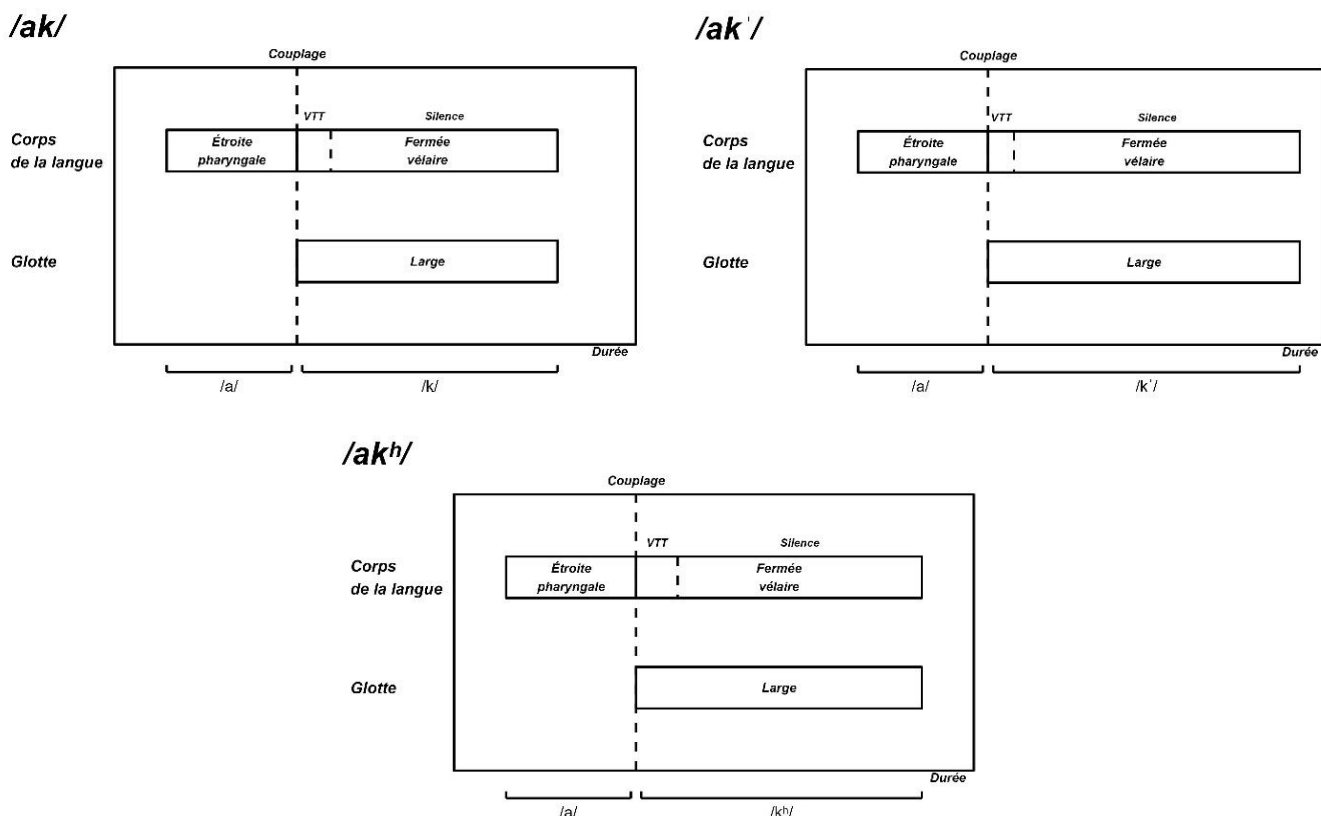 /ak/
Couplage
VTT
Silence
Corps
de la langue
Étroite
pharyngale
Fermée
vélaire
Glotte
Large
Durée
/a/
/k/
/ak'/
Couplage
VTT
Silence
Corps
de la langue
Étroite
pharyngale
Fermée
vélaire
Glotte
Large
Durée
/a/
/k'/
/akʰ/
Couplage
VTT
Silence
Corps
de la langue
Étroite
pharyngale
Fermée
vélaire
Glotte
Large
Durée
/a/
/kʰ/